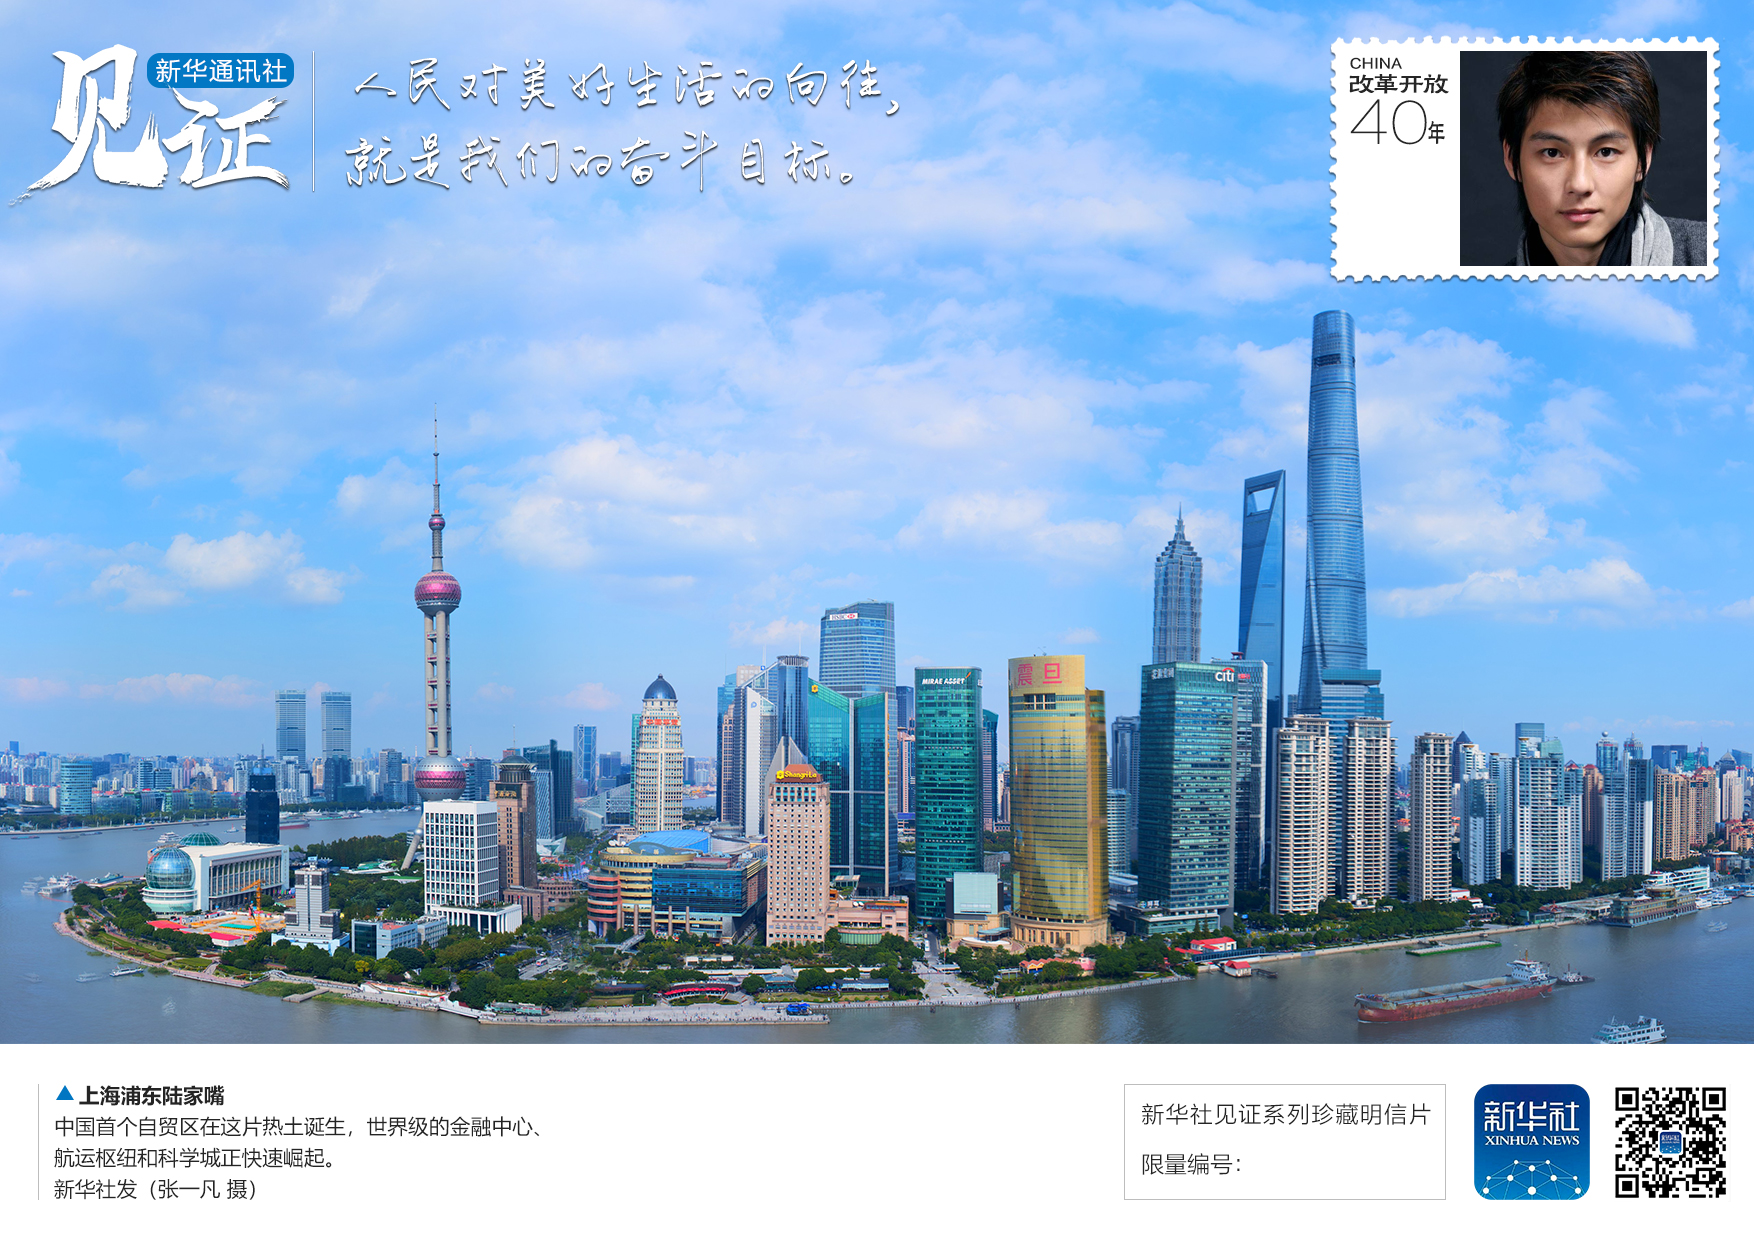 见证
新华通讯社
人民对美好生活的向往，
就是我们的奋斗目标。
CHINA
改革开放
40年
HSBC
MIRAE ASSET
震旦
citi
Shangri-La
▲上海浦东陆家嘴
中国首个自贸区在这片热土诞生，世界级的金融中心、
航运枢纽和科学城正快速崛起。
新华社发（张一凡 摄）
新华社见证系列珍藏明信片
限量编号：
新华社
XINHUA NEWS